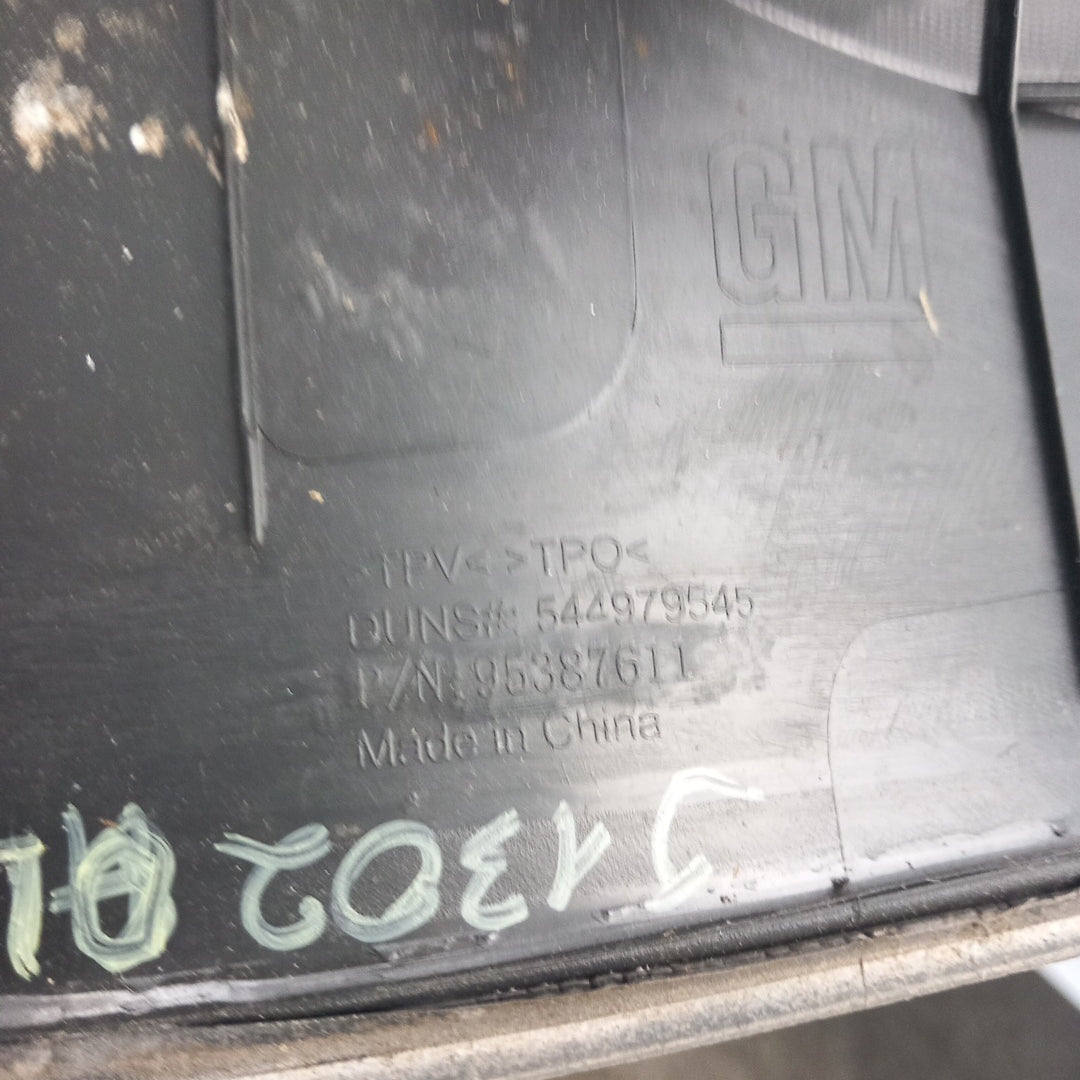 GM
>TPV< >TPO<
DUNS#: 544979545
P/N:95387611
Made in China